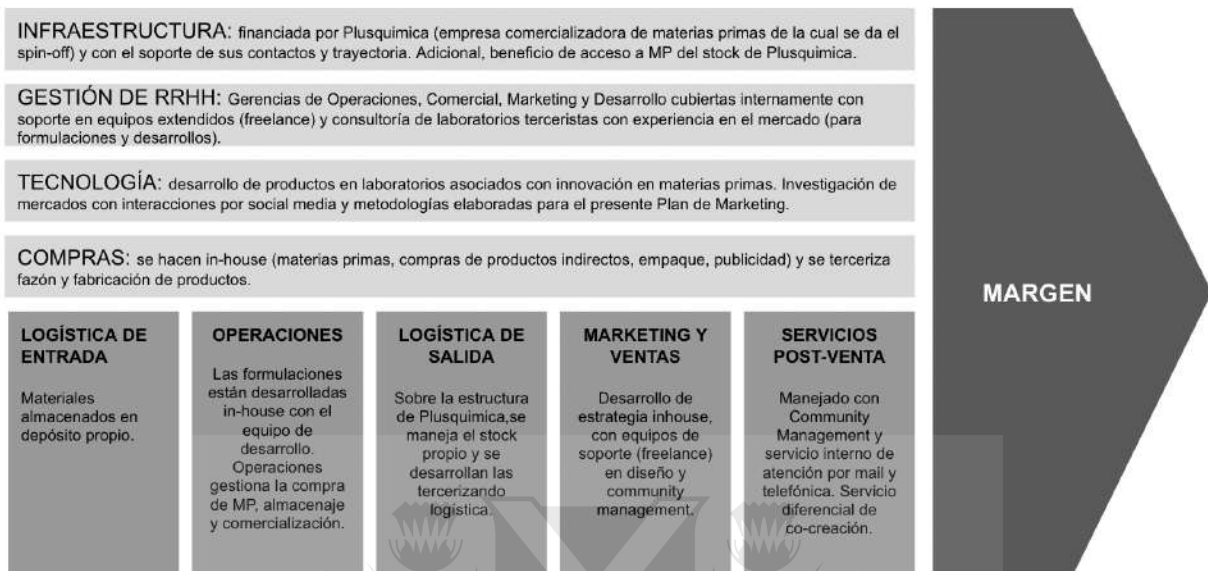 INFRAESTRUCTURA: financiada por Plusquimica (empresa comercializadora de materias primas de la cual se da el
spin-off) y con el soporte de sus contactos y trayectoria. Adicional, beneficio de acceso a MP del stock de Plusquimica.
GESTIÓN DE RRHH: Gerencias de Operaciones, Comercial, Marketing y Desarrollo cubiertas internamente con
soporte en equipos extendidos (freelance) y consultoría de laboratorios terceristas con experiencia en el mercado (para
formulaciones y desarrollos).
TECNOLOGÍA: desarrollo de productos en laboratorios asociados con innovación en materias primas. Investigación de
mercados con interacciones por social media y metodologías elaboradas para el presente Plan de Marketing.
COMPRAS: se hacen in-house (materias primas, compras de productos indirectos, empaque, publicidad) y se terceriza
fazón y fabricación de productos.
MARGEN
LOGÍSTICA DE
ENTRADA
Materiales
almacenados en
depósito propio.
OPERACIONES
Las formulaciones
están desarrolladas
in-house con el
equipo de
desarrollo.
Operaciones
gestiona la compra
de MP, almacenaje
y comercialización.
LOGÍSTICA DE
SALIDA
Sobre la estructura
de Plusquimica,se
maneja el stock
propio y se
desarrollan las
tercerizando
logística.
MARKETING Y
VENTAS
Desarrollo de
estrategia inhouse,
con equipos de
soporte (freelance)
en diseño y
community
management.
SERVICIOS
POST-VENTA
Manejado con
Community
Management y
servicio interno de
atención por mail y
telefónica. Servicio
diferencial de
co-creación.